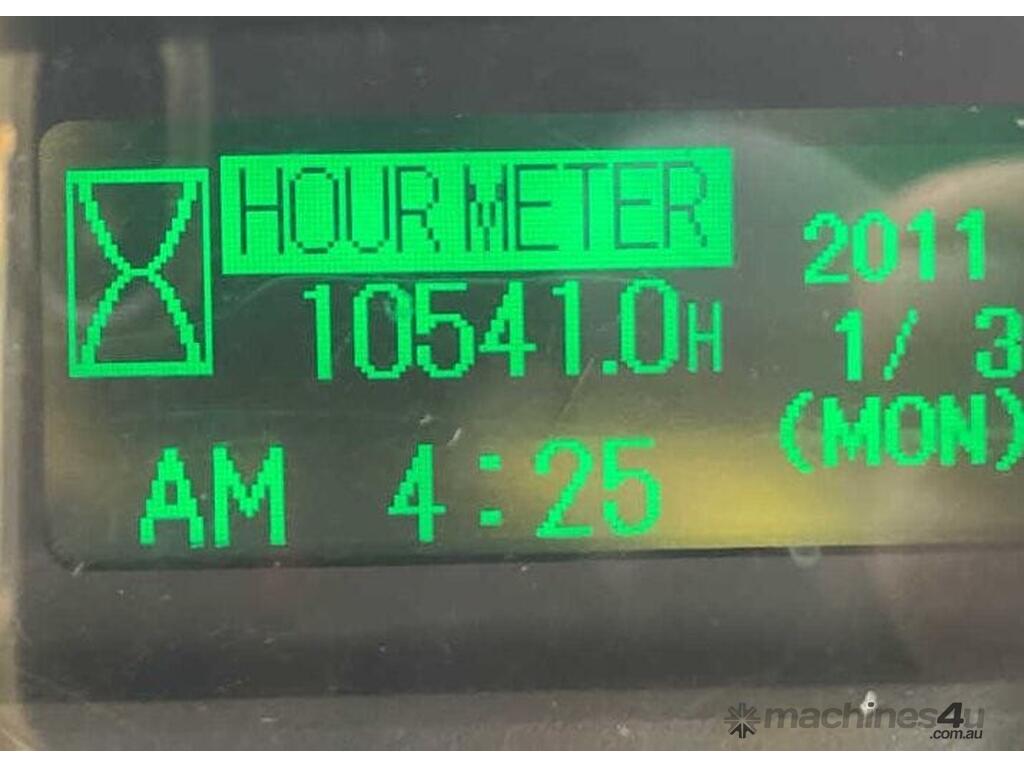 HOUR METER
2011
10541.0H
1/ 3
(MON)
AM 4:25
machines4u
.com.au